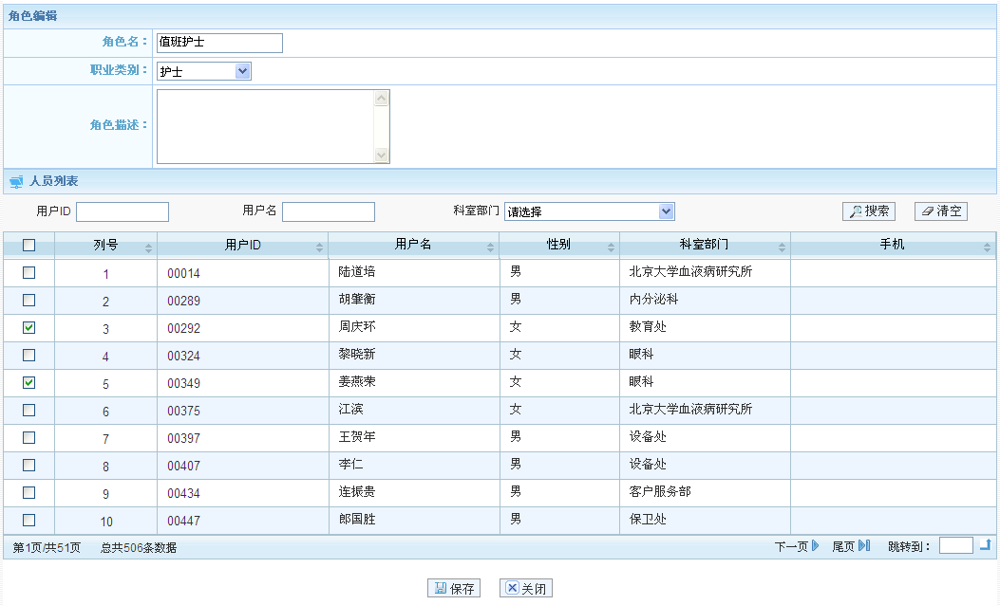 角色编辑
角色名： 值班护士
职业类别： 护士
角色描述：
人员列表
用户ID 用户名 科室部门 请选择 搜索 清空
列号 用户ID 用户名 性别 科室部门 手机
1 00014 陆道培 男 北京大学血液病研究所
2 00289 胡肇衡 男 内分泌科
3 00292 周庆环 女 教育处
4 00324 黎晓新 女 眼科
5 00349 姜燕荣 女 眼科
6 00375 江滨 女 北京大学血液病研究所
7 00397 王贺年 男 设备处
8 00407 李仁 男 设备处
9 00434 连振贵 男 客户服务部
10 00447 郎国胜 男 保卫处
第1页/共51页 总共506条数据 下一页 尾页 跳转到：
保存 关闭